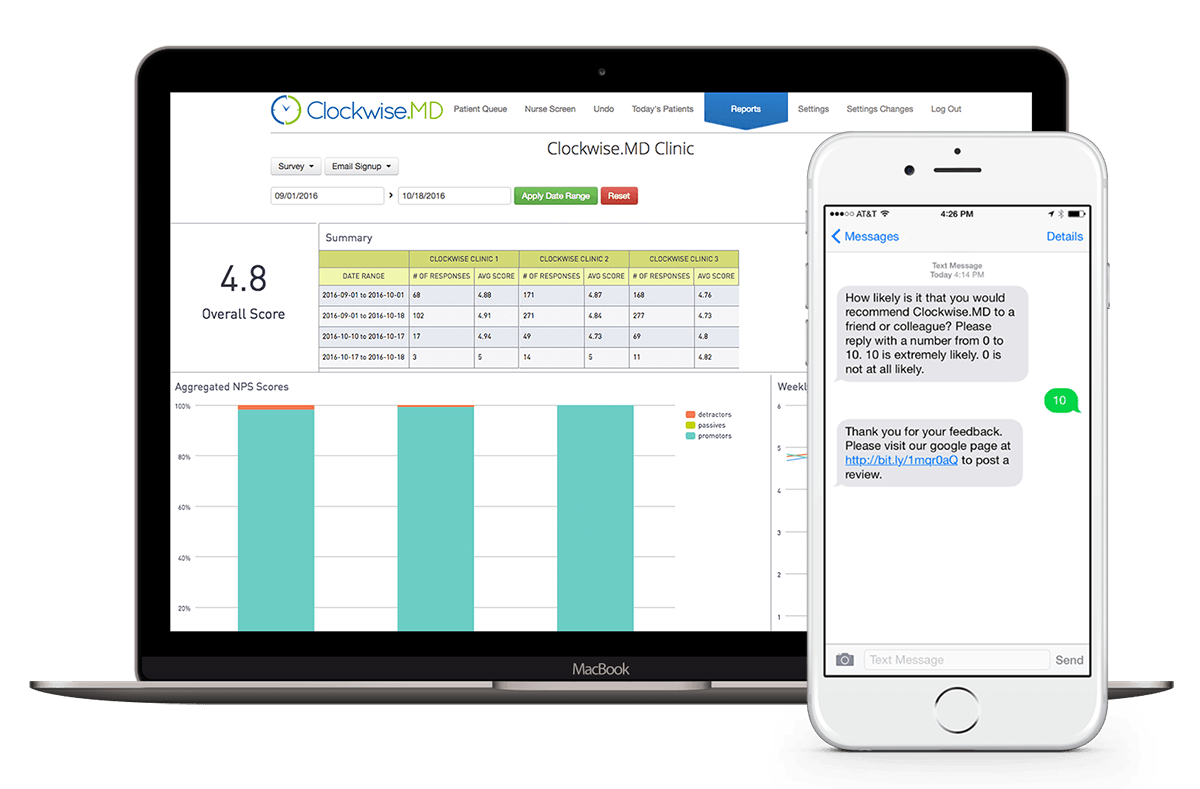 Clockwise.MD
Patient Queue
Nurse Screen
Undo
Today's Patients
Reports
Settings
Settings Changes
Log Out
Clockwise.MD Clinic
Survey
Email Signup
09/01/2016 > 10/18/2016 Apply Date Range Reset
4.8
Overall Score
Summary
CLOCKWISE CLINIC 1 CLOCKWISE CLINIC 2 CLOCKWISE CLINIC 3
DATE RANGE # OF RESPONSES AVG SCORE # OF RESPONSES AVG SCORE # OF RESPONSES AVG SCORE
2016-09-01 to 2016-10-01 68 4.88 171 4.87 168 4.76
2016-09-01 to 2016-10-18 102 4.91 271 4.84 277 4.73
2016-10-10 to 2016-10-17 17 4.94 49 4.73 69 4.8
2016-10-17 to 2016-10-18 3 5 14 5 11 4.82
Aggregated NPS Scores
100%
80%
60%
40%
20%
detractors
passives
promotors
6
5
4
3
2
1
MacBook
AT&T 4:26 PM
Messages Details
Text Message
Today 4:14 PM
How likely is it that you would
recommend Clockwise.MD to a
friend or colleague? Please
reply with a number from 0 to
10. 10 is extremely likely. 0 is
not at all likely.
10
Thank you for your feedback.
Please visit our google page at
http://bit.ly/1mqr0aQ to post a
review.
Text Message Send